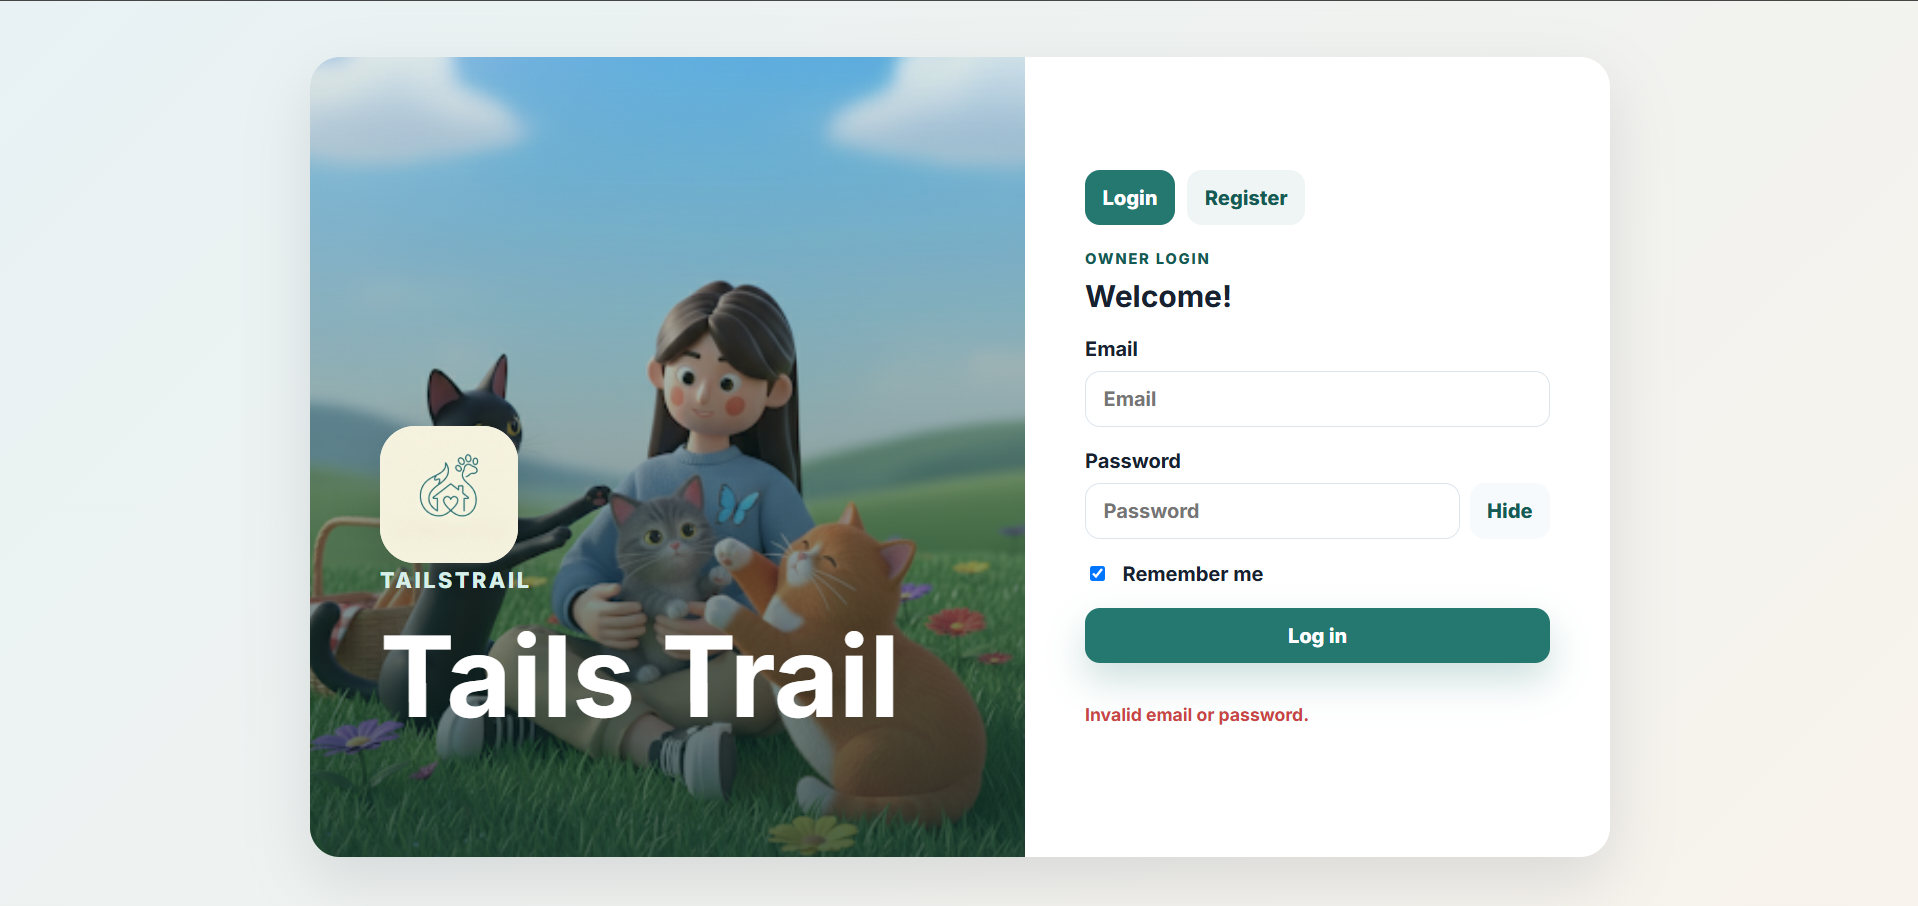 TAILSTRAIL
Tails Trail
Login
Register
OWNER LOGIN
Welcome!
Email
Email
Password
Password
Hide
Remember me
Log in
Invalid email or password.